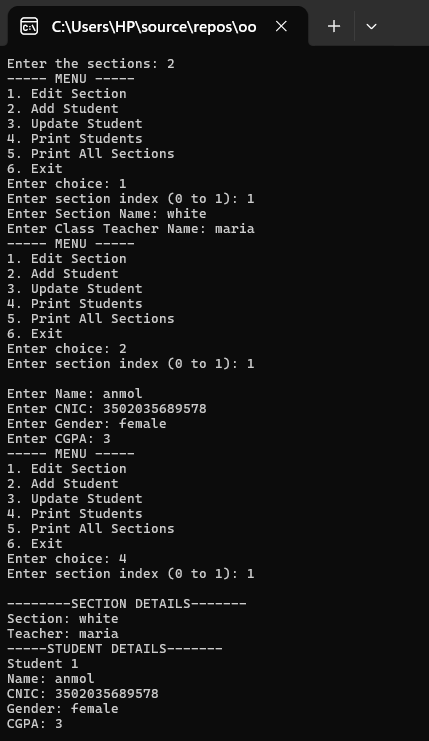 C:\Users\HP\source\repos\oo
Enter the sections: 2
----- MENU -----
1. Edit Section
2. Add Student
3. Update Student
4. Print Students
5. Print All Sections
6. Exit
Enter choice: 1
Enter section index (0 to 1): 1
Enter Section Name: white
Enter Class Teacher Name: maria
----- MENU -----
1. Edit Section
2. Add Student
3. Update Student
4. Print Students
5. Print All Sections
6. Exit
Enter choice: 2
Enter section index (0 to 1): 1
Enter Name: anmol
Enter CNIC: 3502035689578
Enter Gender: female
Enter CGPA: 3
----- MENU -----
1. Edit Section
2. Add Student
3. Update Student
4. Print Students
5. Print All Sections
6. Exit
Enter choice: 4
Enter section index (0 to 1): 1
--------SECTION DETAILS-------
Section: white
Teacher: maria
-----STUDENT DETAILS-------
Student 1
Name: anmol
CNIC: 3502035689578
Gender: female
CGPA: 3